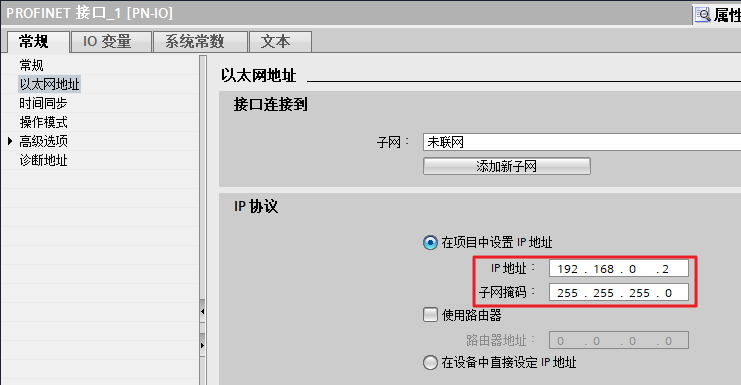 PROFINET 接口_1 [PN-IO]
属性
常规 IO 变量 系统常数 文本
常规
以太网地址
时间同步
操作模式
高级选项
诊断地址
以太网地址
接口连接到
子网： 未联网
添加新子网
IP 协议
在项目中设置 IP 地址
IP 地址： 192 . 168 . 0 . 2
子网掩码： 255 . 255 . 255 . 0
使用路由器
路由器地址： 0 . 0 . 0 . 0
在设备中直接设定 IP 地址